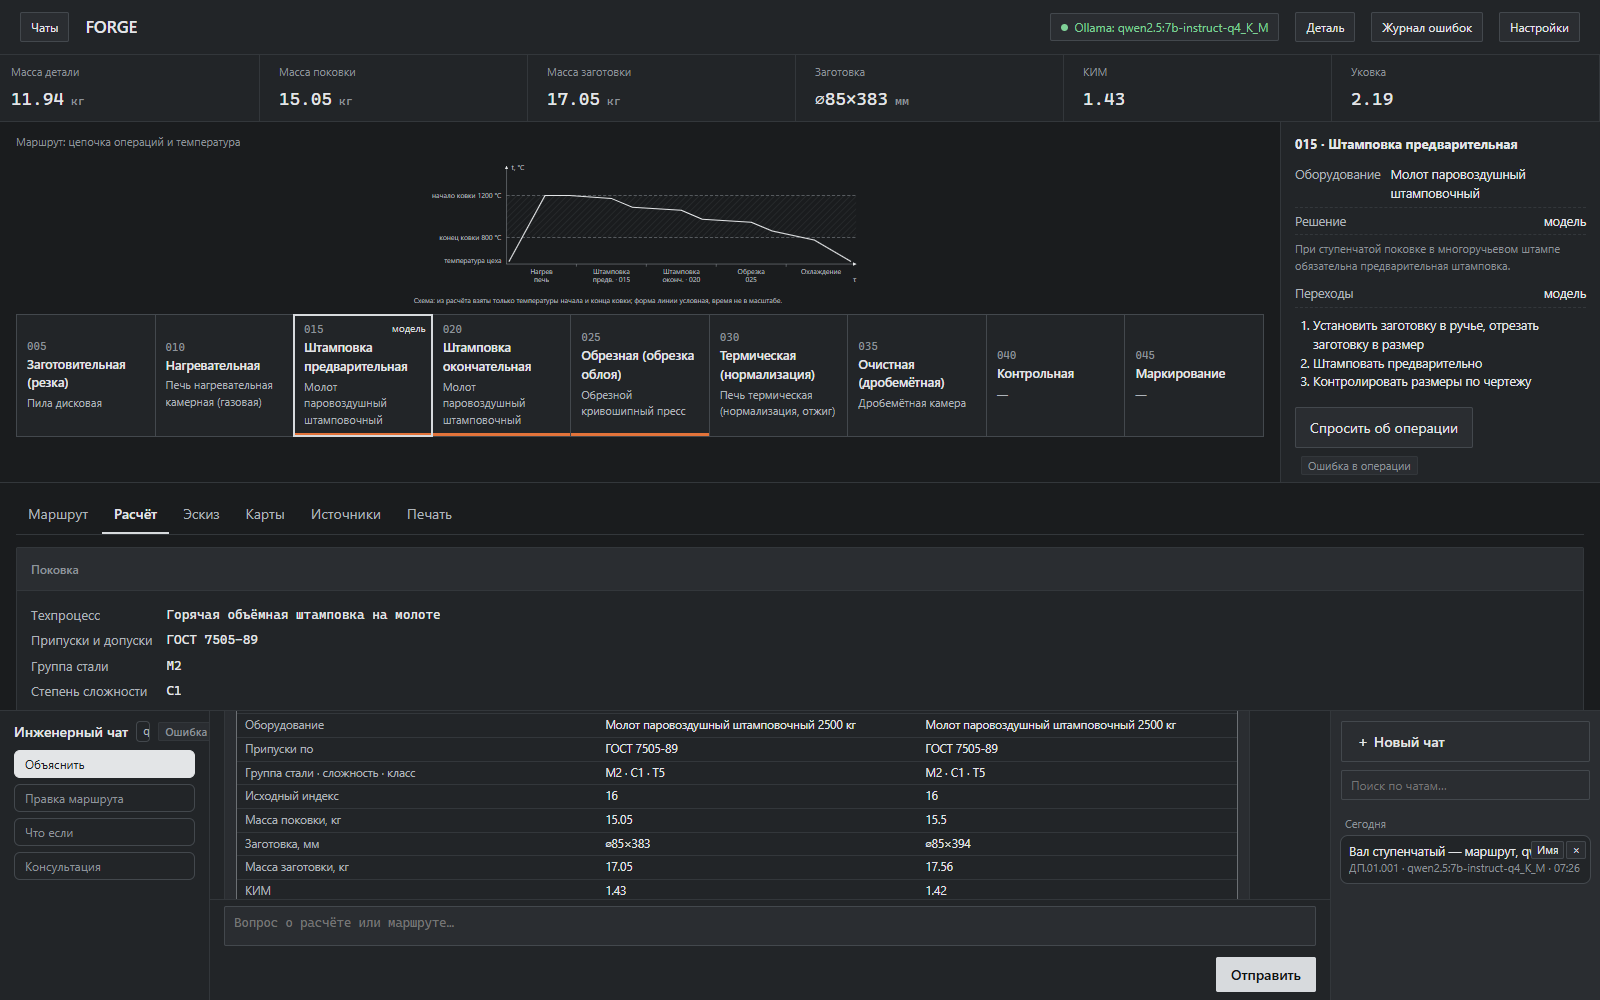 Чаты
FORGE
Ollama: qwen2.5:7b-instruct-q4_K_M
Деталь
Журнал ошибок
Настройки
Масса детали
11.94 кг
Масса поковки
15.05 кг
Масса заготовки
17.05 кг
Заготовка
⌀85×383 мм
КИМ
1.43
Уковка
2.19
Маршрут: цепочка операций и температура
t, °C
начало ковки 1200 °C
конец ковки 800 °C
температура цеха
Нагрев
печь
Штамповка
предв. · 015
Штамповка
оконч. · 020
Обрезка
025
Охлаждение
τ
Схема: из расчёта взяты только температуры начала и конца ковки; форма линии условная, время не в масштабе.
005
Заготовительная
(резка)
Пила дисковая
010
Нагревательная
Печь нагревательная
камерная (газовая)
015
модель
Штамповка
предварительная
Молот
паровоздушный
штамповочный
020
Штамповка
окончательная
Молот
паровоздушный
штамповочный
025
Обрезная (обрезка
облоя)
Обрезной
кривошипный пресс
030
Термическая
(нормализация)
Печь термическая
(нормализация, отжиг)
035
Очистная
(дробемётная)
Дробемётная камера
040
Контрольная
—
045
Маркирование
—
015 · Штамповка предварительная
Оборудование Молот паровоздушный
штамповочный
Решение модель
При ступенчатой поковке в многоручьевом штампе
обязательна предварительная штамповка.
Переходы модель
1. Установить заготовку в ручье, отрезать
заготовку в размер
2. Штамповать предварительно
3. Контролировать размеры по чертежу
Спросить об операции
Ошибка в операции
Маршрут
Расчёт
Эскиз
Карты
Источники
Печать
Поковка
Техпроцесс Горячая объёмная штамповка на молоте
Припуски и допуски ГОСТ 7505-89
Группа стали М2
Степень сложности С1
Инженерный чат
q
Ошибка
Объяснить
Правка маршрута
Что если
Консультация
Оборудование Молот паровоздушный штамповочный 2500 кг Молот паровоздушный штамповочный 2500 кг
Припуски по ГОСТ 7505-89 ГОСТ 7505-89
Группа стали · сложность · класс М2 · С1 · Т5 М2 · С1 · Т5
Исходный индекс 16 16
Масса поковки, кг 15.05 15.5
Заготовка, мм ⌀85×383 ⌀85×394
Масса заготовки, кг 17.05 17.56
КИМ 1.43 1.42
Вопрос о расчёте или маршруте…
Отправить
+ Новый чат
Поиск по чатам…
Сегодня
Вал ступенчатый — маршрут, q
Имя
×
ДП.01.001 · qwen2.5:7b-instruct-q4_K_M · 07:26